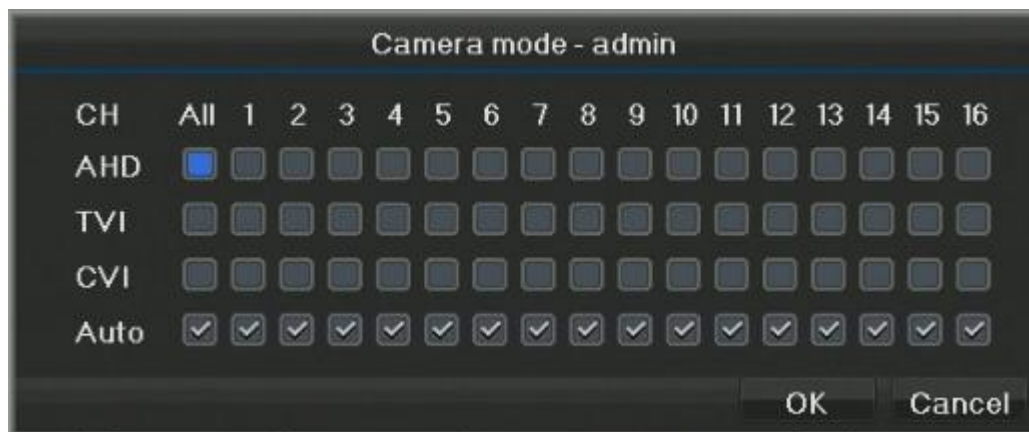 Camera mode - admin
CH All 1 2 3 4 5 6 7 8 9 10 11 12 13 14 15 16
AHD
TVI
CVI
Auto
OK Cancel